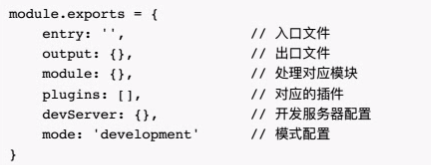 module.exports = {
    entry: '',               // 入口文件
    output: {},              // 出口文件
    module: {},              // 处理对应模块
    plugins: [],             // 对应的插件
    devServer: {},           // 开发服务器配置
    mode: 'development'      // 模式配置
}